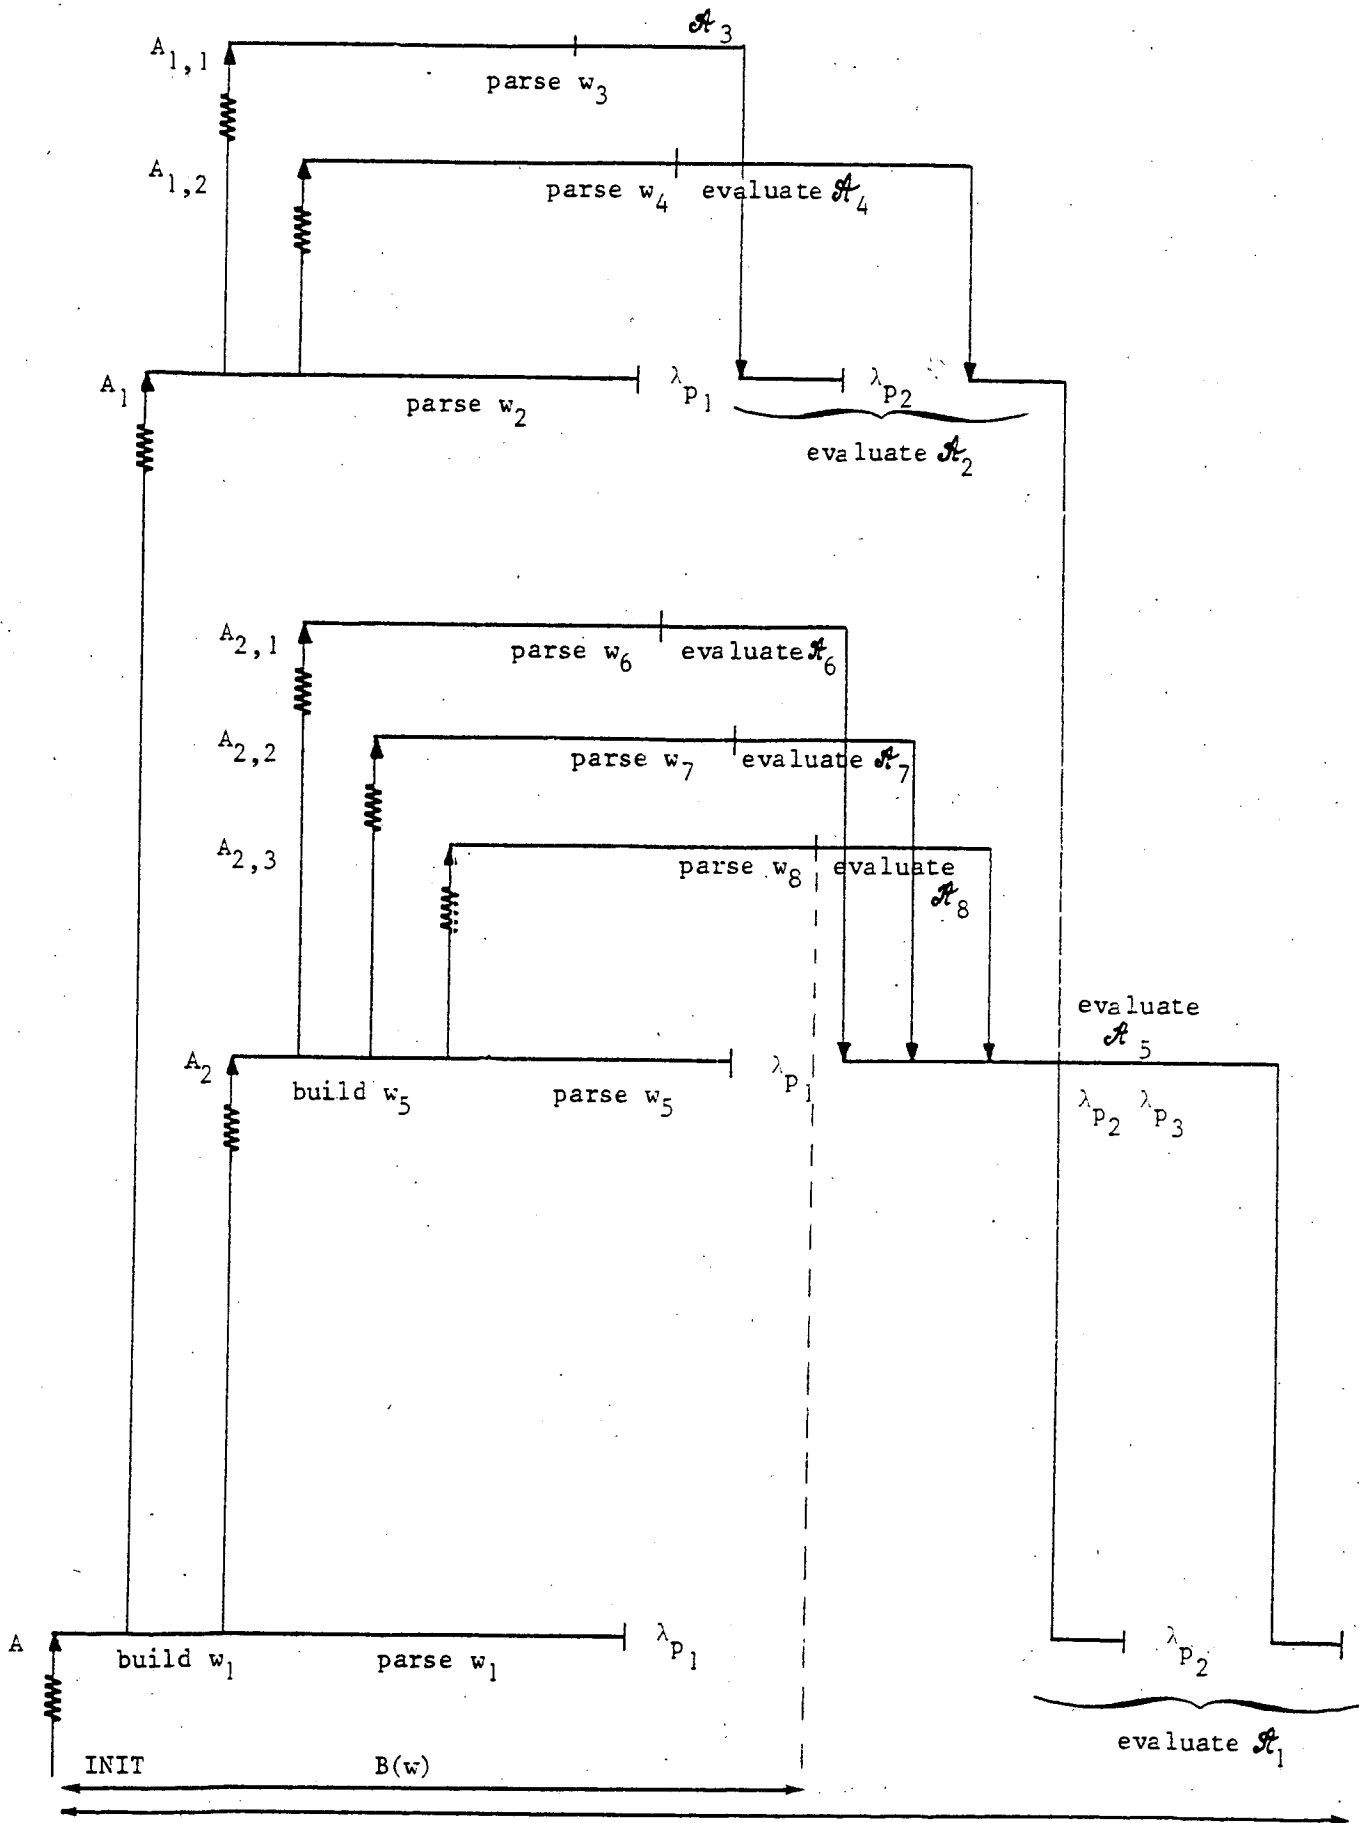 𝒜₃
A₁,₁
parse w₃
A₁,₂
parse w₄ evaluate 𝒜₄
A₁
λp₁ λp₂
parse w₂
evaluate 𝒜₂
A₂,₁
parse w₆ evaluate 𝒜₆
A₂,₂
parse w₇ evaluate 𝒜₇
A₂,₃
parse w₈ evaluate
𝒜₈
evaluate
𝒜₅
A₂
λp₁
build w₅ parse w₅
λp₂ λp₃
A
λp₁ λp₂
build w₁ parse w₁
evaluate 𝒜₁
INIT B(w)